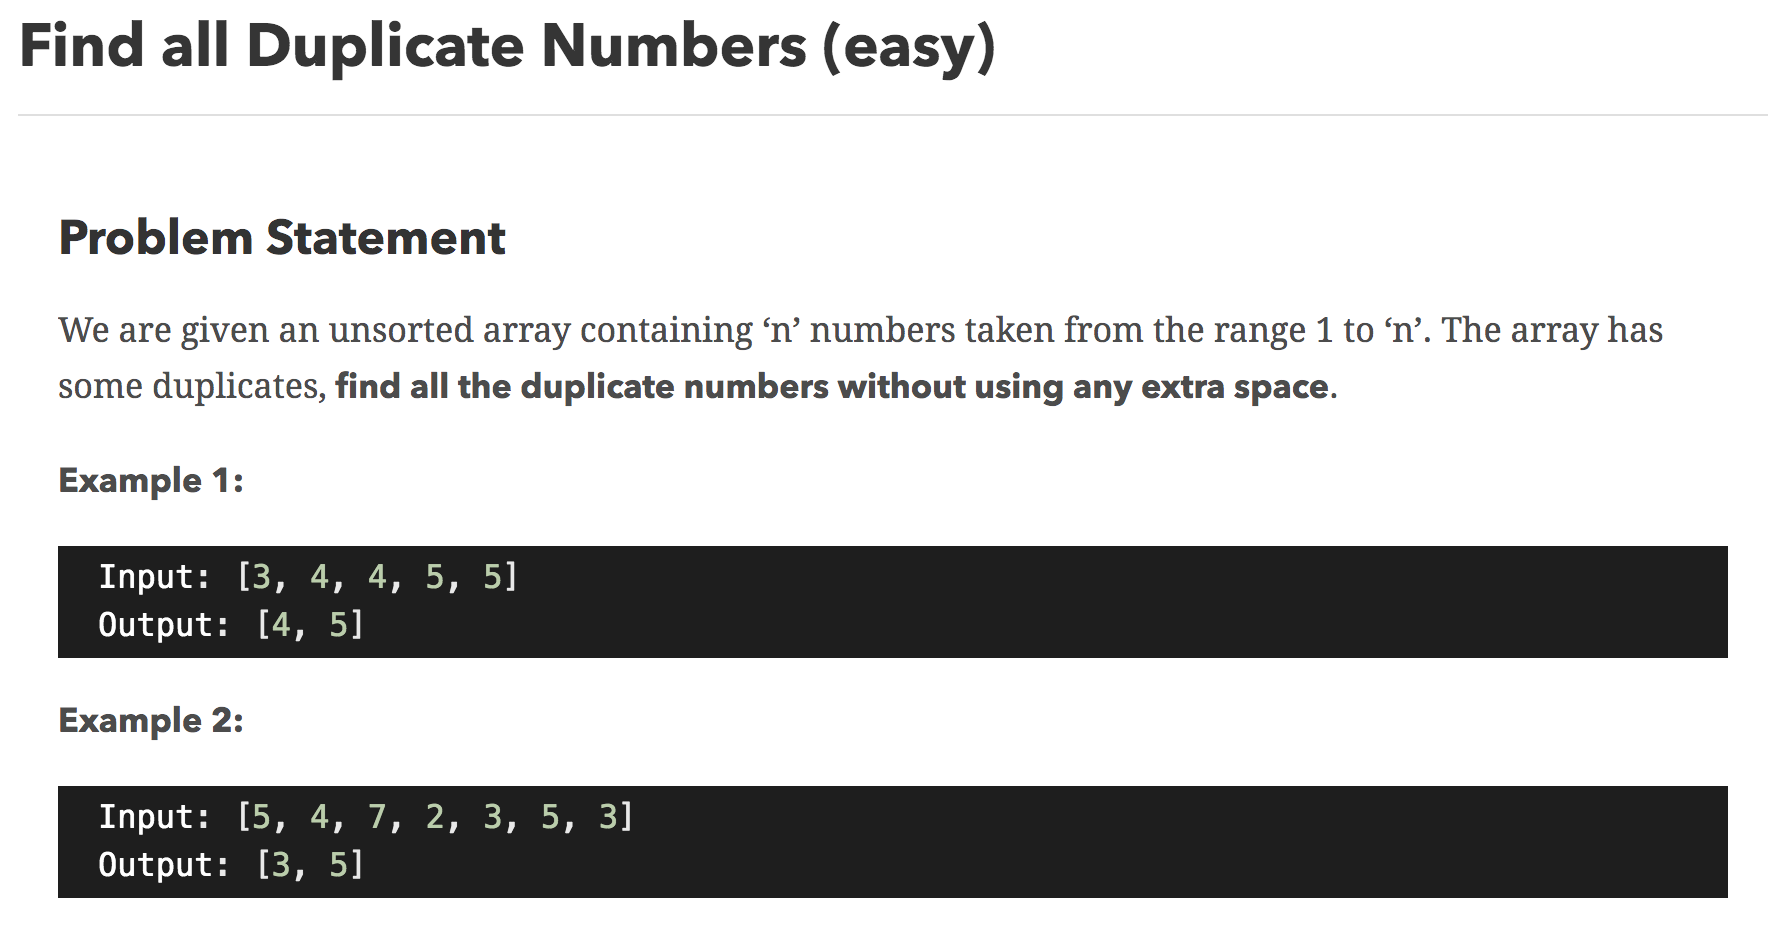 Find all Duplicate Numbers (easy)
Problem Statement
We are given an unsorted array containing ‘n’ numbers taken from the range 1 to ‘n’. The array has
some duplicates, find all the duplicate numbers without using any extra space.
Example 1:
Input: [3, 4, 4, 5, 5]
Output: [4, 5]
Example 2:
Input: [5, 4, 7, 2, 3, 5, 3]
Output: [3, 5]